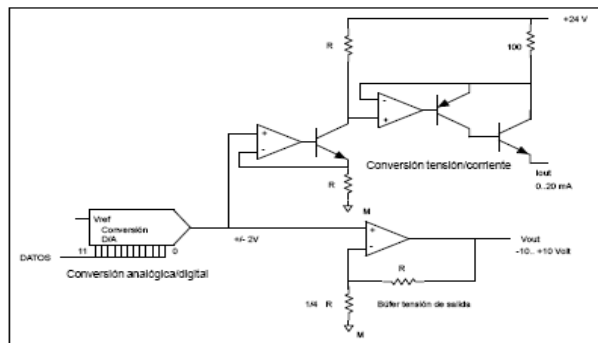 +24 V
R
100
-
+
+
-
Conversión tensión/corriente
Iout
0..20 mA
R
M
Vref
Conversión
D/A
+/- 2V
DATOS
11
0
Conversión analógica/digital
+
-
Vout
-10.. +10 Volt
R
1/4 R
Búfer tensión de salida
M